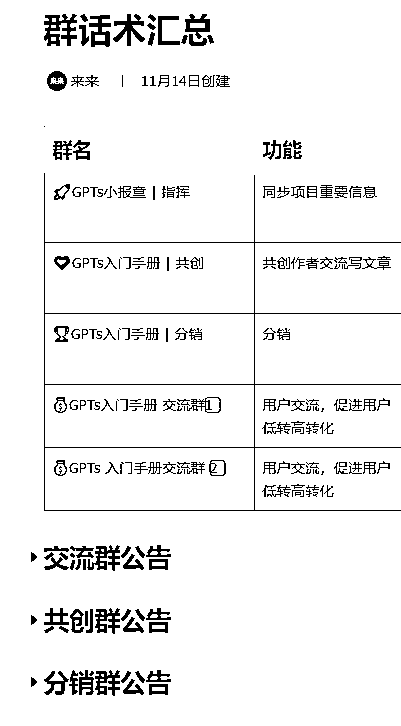 群话术汇总
来来 | 11月14日创建
群名 功能
GPTs小报童 | 指挥 同步项目重要信息
GPTs入门手册 | 共创 共创作者交流写文章
GPTs入门手册 | 分销 分销
GPTs入门手册 交流群1 用户交流，促进用户
低转高转化
GPTs 入门手册交流群 2 用户交流，促进用户
低转高转化
交流群公告
共创群公告
分销群公告